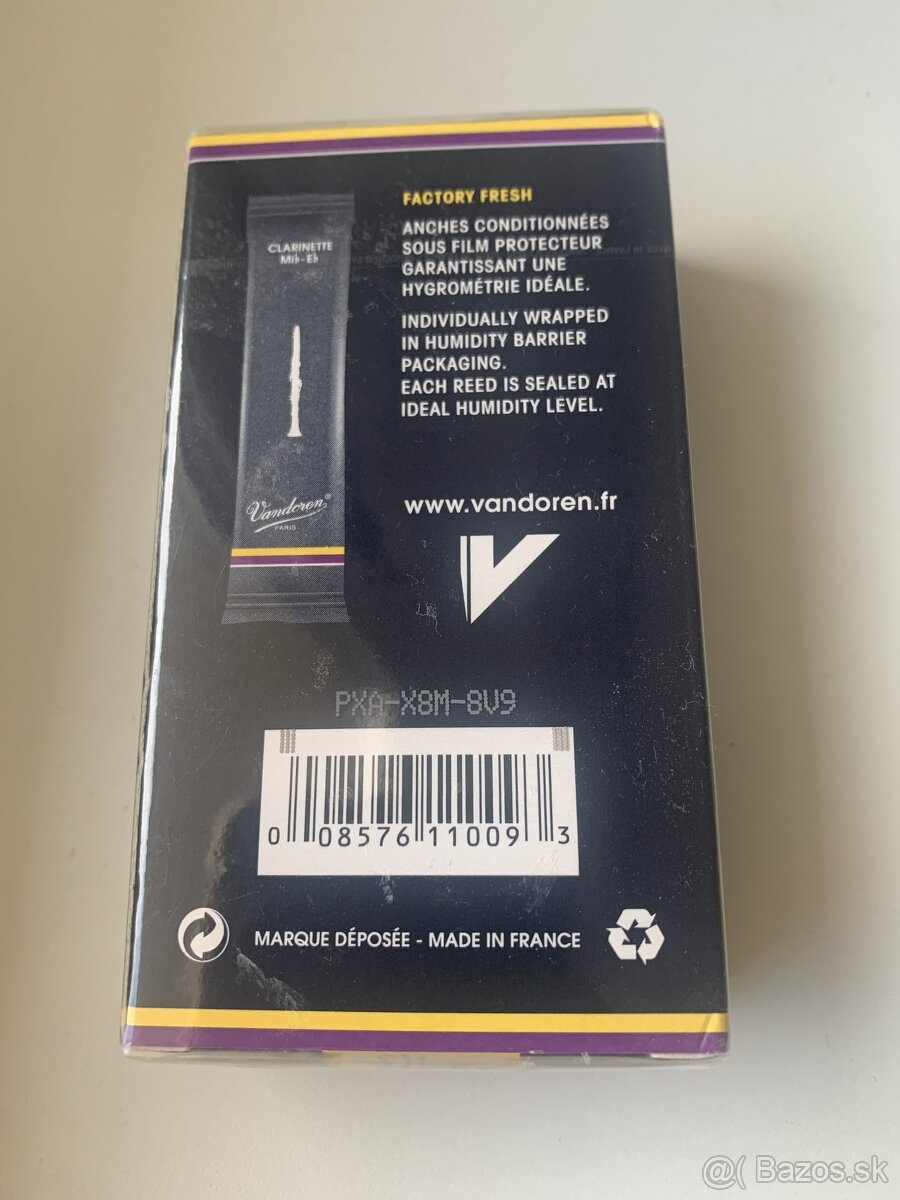 FACTORY FRESH
ANCHES CONDITIONNÉES
SOUS FILM PROTECTEUR
GARANTISSANT UNE
HYGROMÉTRIE IDÉALE.
INDIVIDUALLY WRAPPED
IN HUMIDITY BARRIER
PACKAGING.
EACH REED IS SEALED AT
IDEAL HUMIDITY LEVEL.
CLARINETTE
Mi♭-E♭
Vandoren®
PARIS
www.vandoren.fr
V
PXA-X8M-8V9
0 08576 11009 3
MARQUE DÉPOSÉE - MADE IN FRANCE
@( Bazos.sk